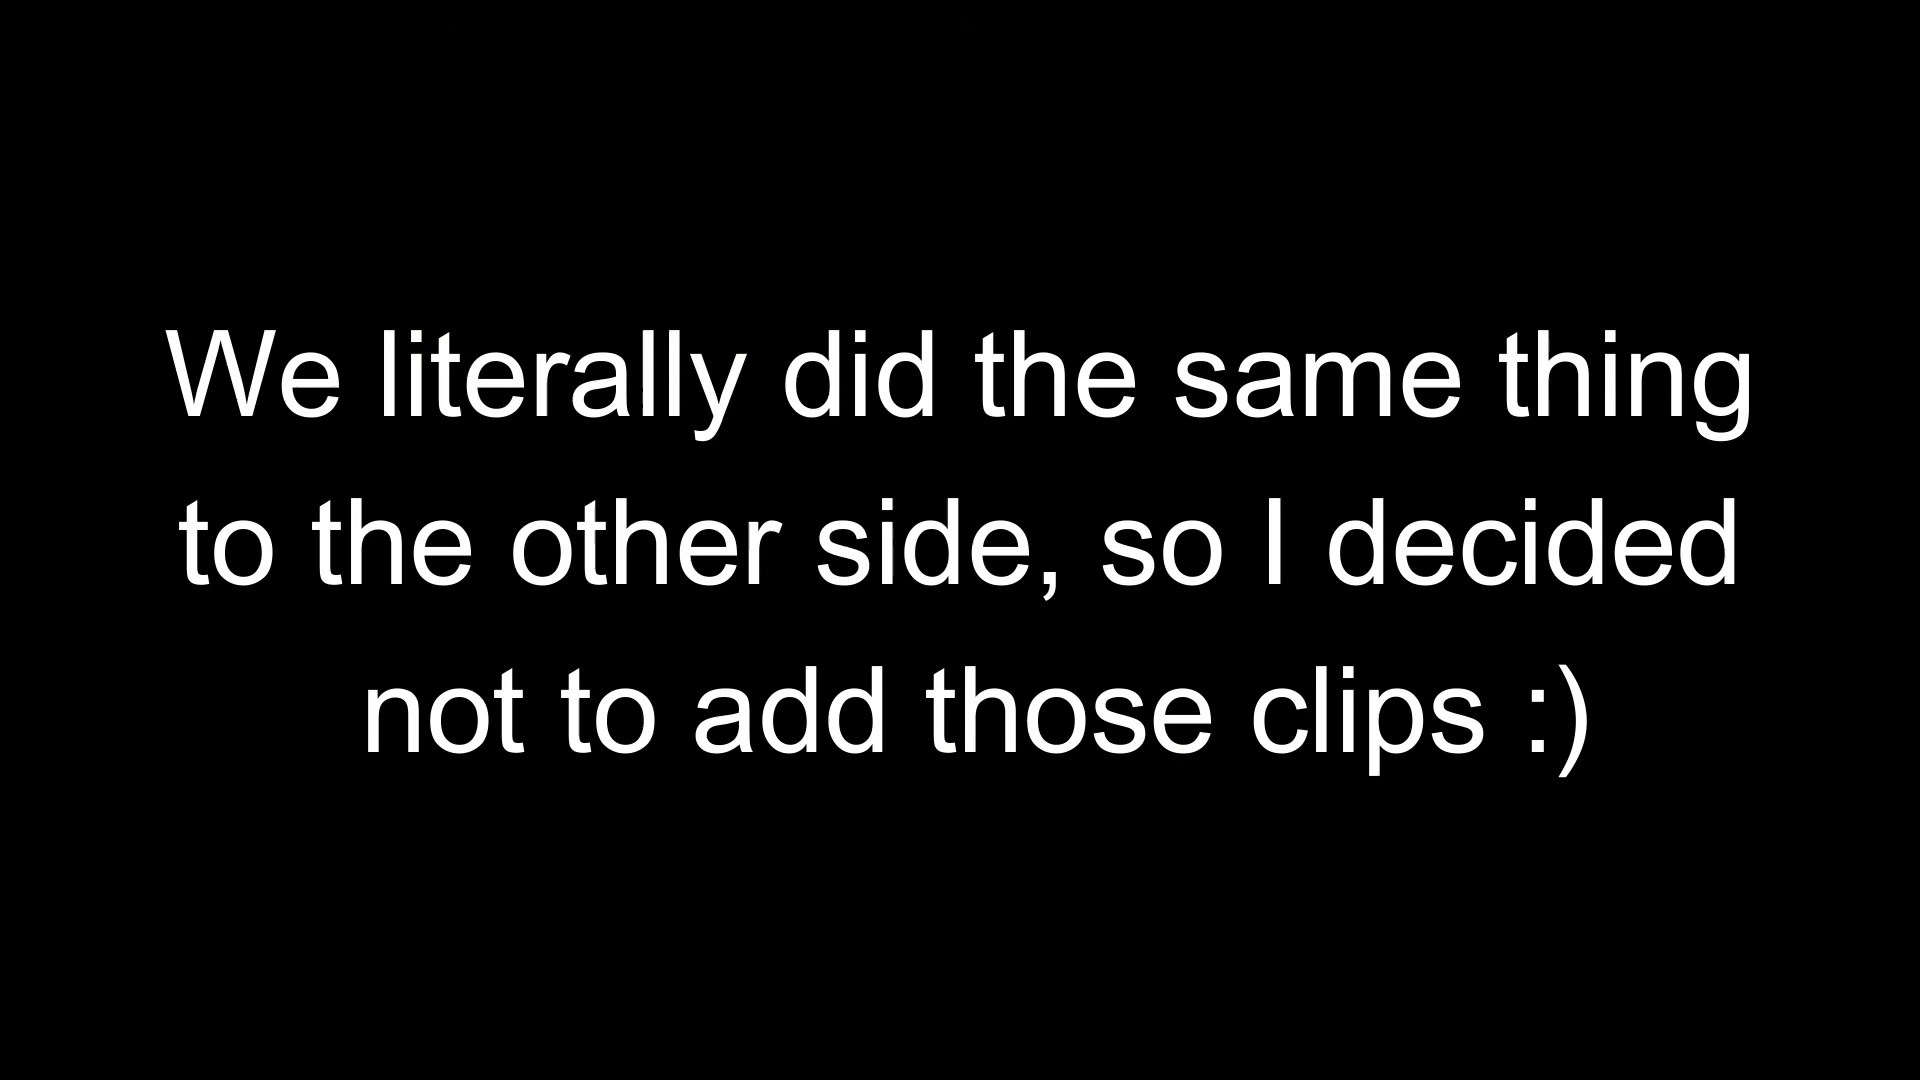 We literally did the same thing
to the other side, so I decided
not to add those clips :)